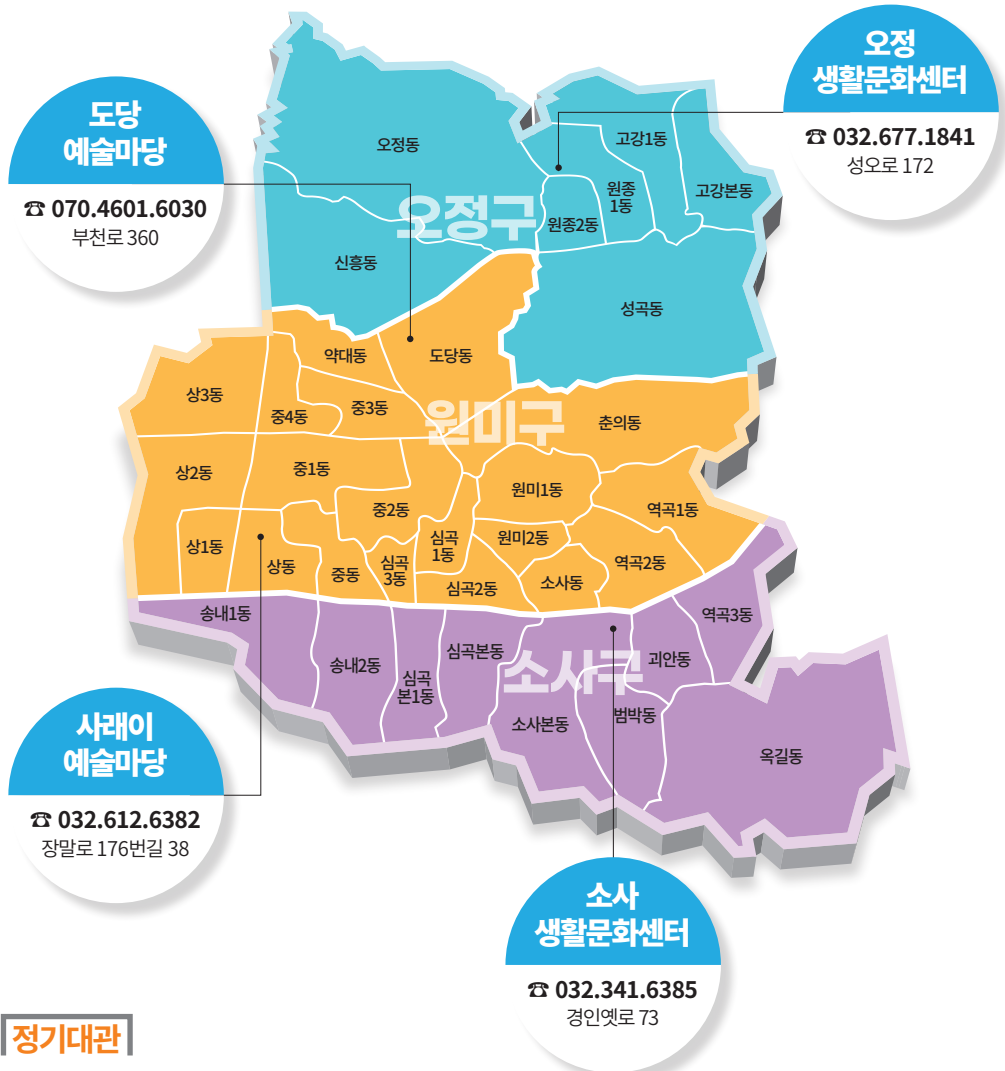 오정
생활문화센터
☎ 032.677.1841
성오로 172
도당
예술마당
☎ 070.4601.6030
부천로 360
오정동
고강1동
원종
1동
고강본동
오정구
원종2동
신흥동
성곡동
약대동
도당동
상3동
중4동
중3동
원미구
춘의동
상2동
중1동
원미1동
중2동
역곡1동
상1동
심곡
1동
원미2동
상동
중동
심곡
3동
심곡2동
소사동
역곡2동
송내1동
역곡3동
송내2동
심곡
본1동
심곡본동
소사구
괴안동
소사본동
범박동
옥길동
사래이
예술마당
☎ 032.612.6382
장말로 176번길 38
소사
생활문화센터
☎ 032.341.6385
경인옛로 73
정기대관